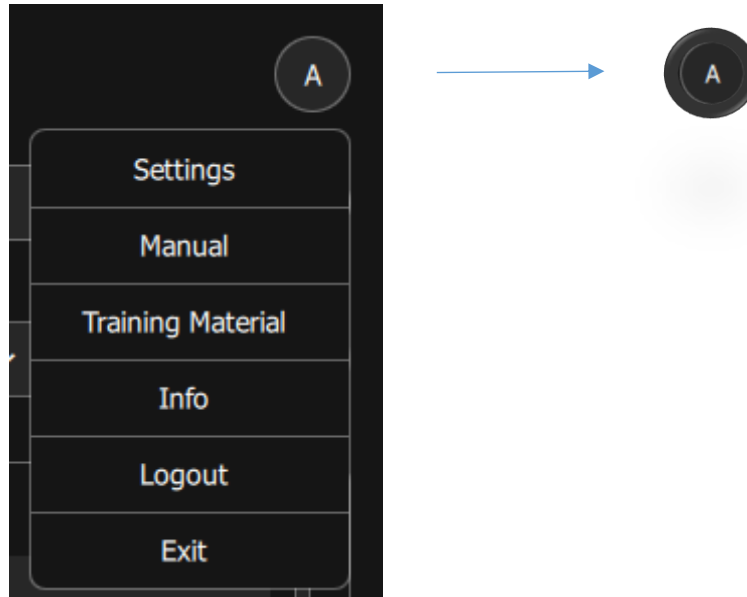 A
A
Settings
Manual
Training Material
Info
Logout
Exit